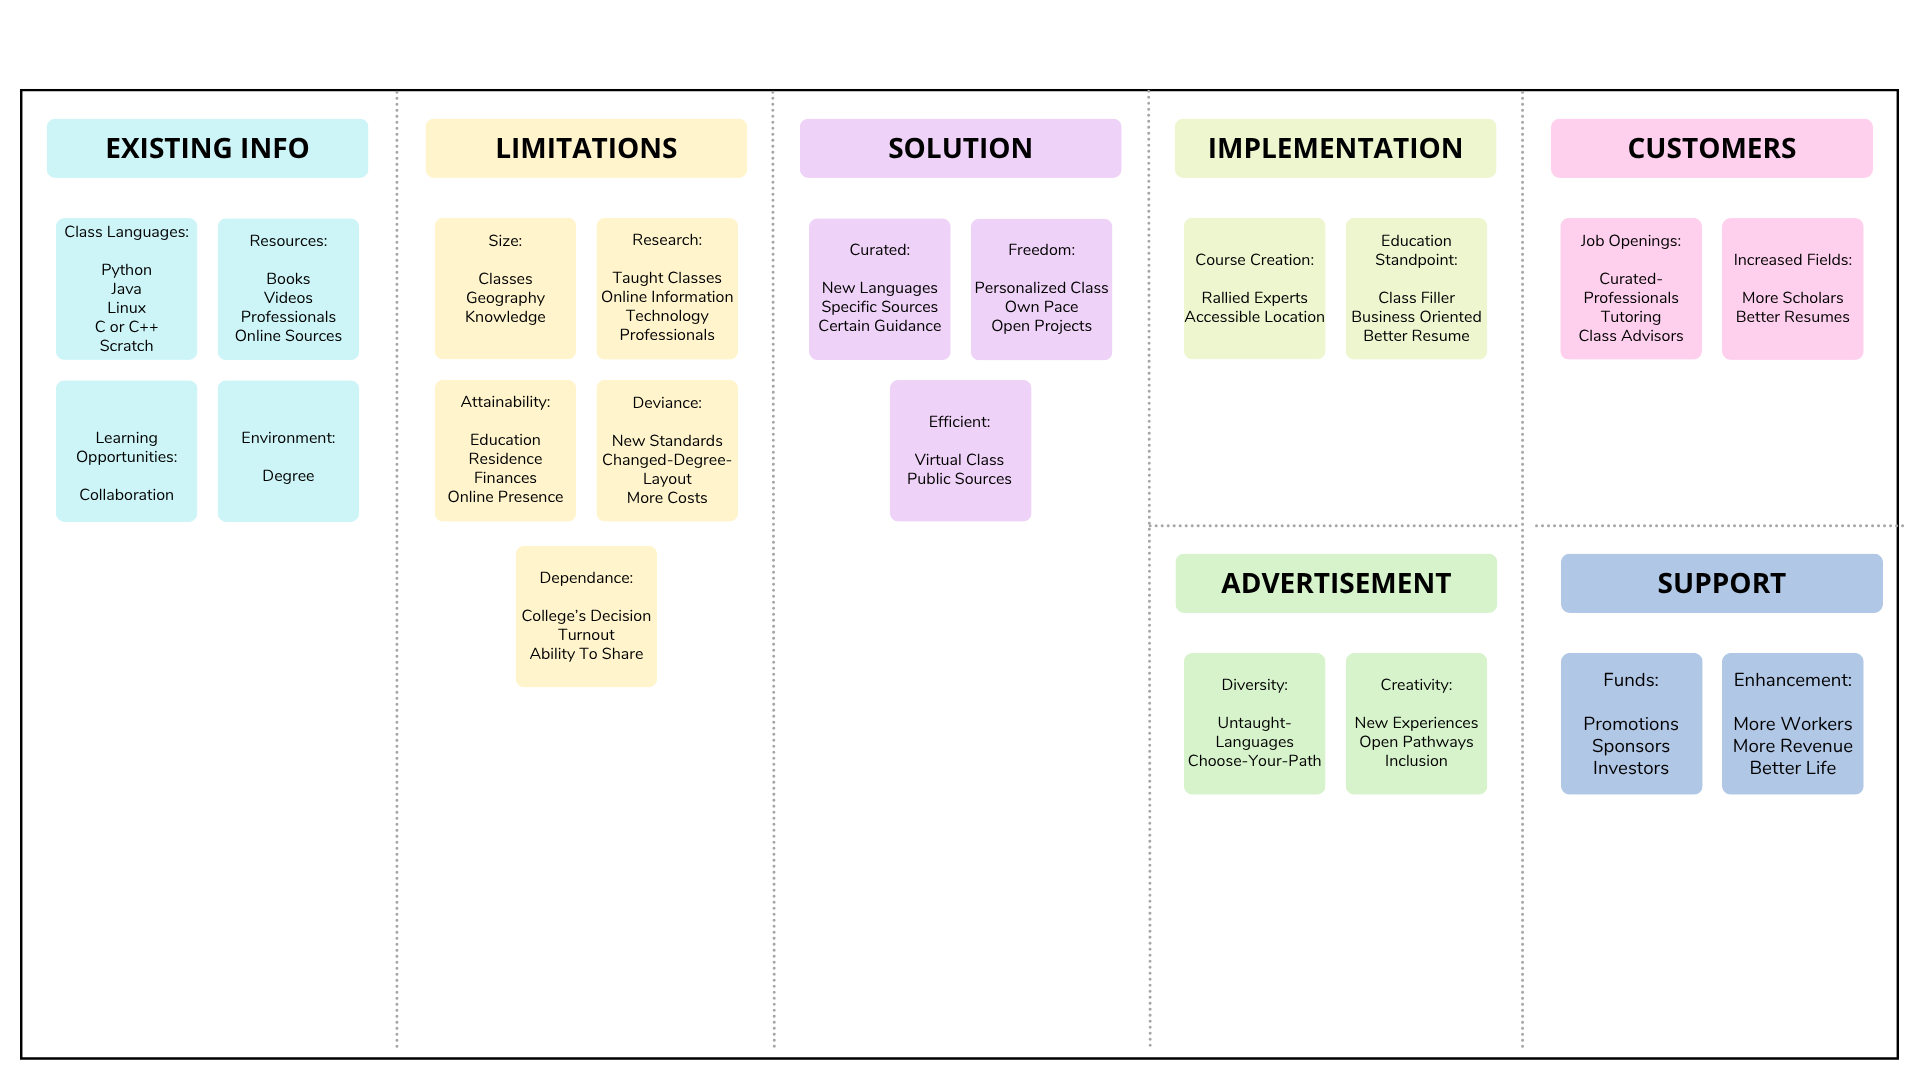 EXISTING INFO
Class Languages:
Python
Java
Linux
C or C++
Scratch
Resources:
Books
Videos
Professionals
Online Sources
Learning
Opportunities:
Collaboration
Environment:
Degree
LIMITATIONS
Size:
Classes
Geography
Knowledge
Research:
Taught Classes
Online Information
Technology
Professionals
Attainability:
Education
Residence
Finances
Online Presence
Deviance:
New Standards
Changed-Degree-
Layout
More Costs
Dependance:
College's Decision
Turnout
Ability To Share
SOLUTION
Curated:
New Languages
Specific Sources
Certain Guidance
Freedom:
Personalized Class
Own Pace
Open Projects
Efficient:
Virtual Class
Public Sources
IMPLEMENTATION
Course Creation:
Rallied Experts
Accessible Location
Education
Standpoint:
Class Filler
Business Oriented
Better Resume
CUSTOMERS
Job Openings:
Curated-
Professionals
Tutoring
Class Advisors
Increased Fields:
More Scholars
Better Resumes
ADVERTISEMENT
Diversity:
Untaught-
Languages
Choose-Your-Path
Creativity:
New Experiences
Open Pathways
Inclusion
SUPPORT
Funds:
Promotions
Sponsors
Investors
Enhancement:
More Workers
More Revenue
Better Life